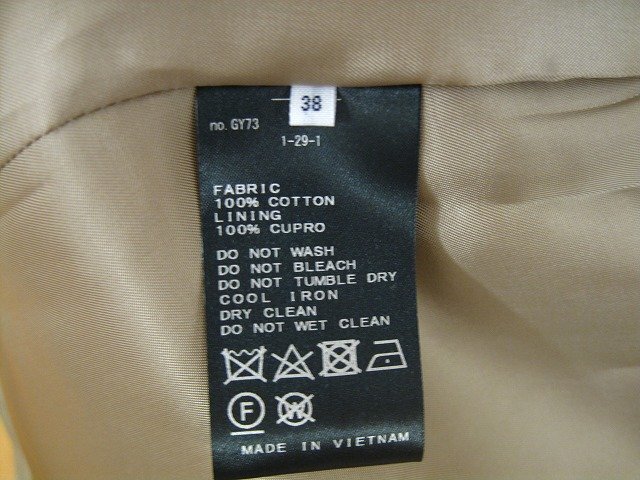 38
no. GY73
1-29-1
FABRIC
100% COTTON
LINING
100% CUPRO
DO NOT WASH
DO NOT BLEACH
DO NOT TUMBLE DRY
COOL IRON
DRY CLEAN
DO NOT WET CLEAN
F W
MADE IN VIETNAM